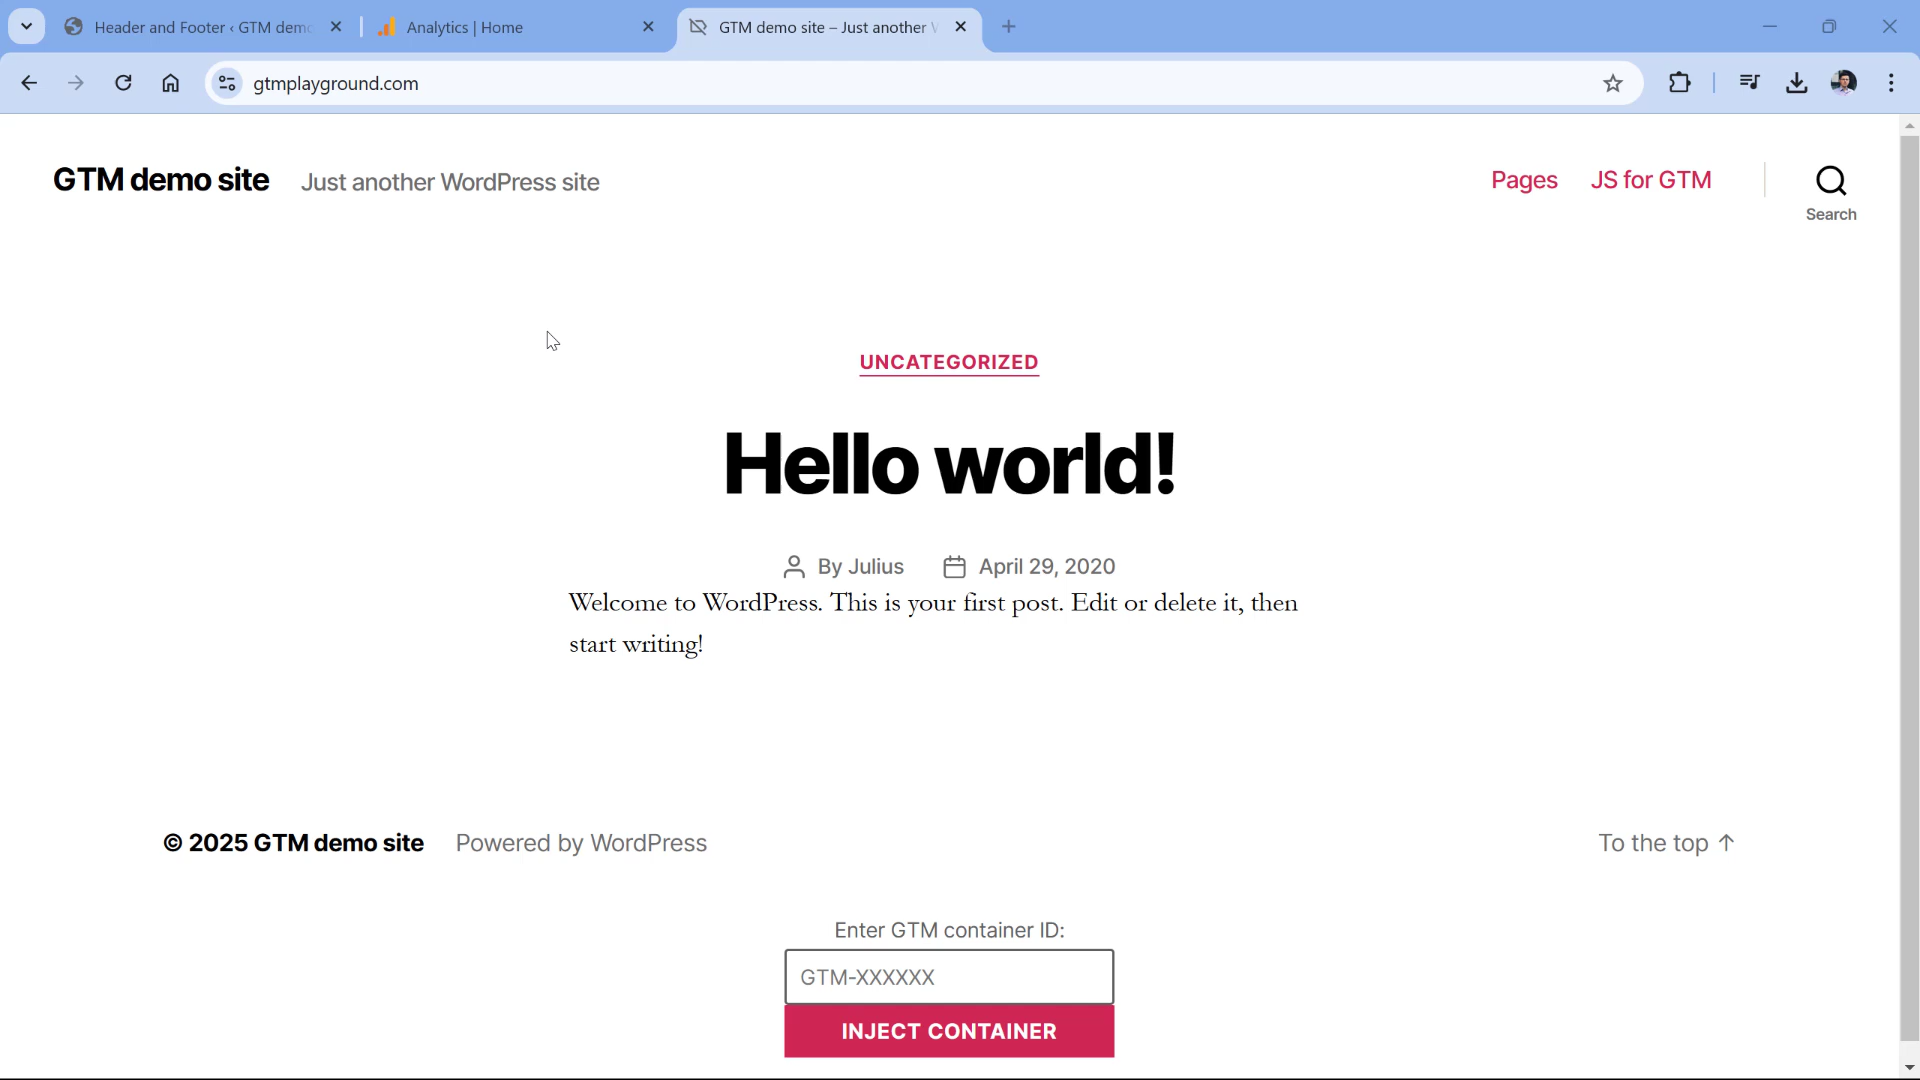 Header and Footer ‹ GTM demo
Analytics | Home
GTM demo site – Just another W
gtmplayground.com
GTM demo site
Just another WordPress site
Pages
JS for GTM
Search
UNCATEGORIZED
Hello world!
By Julius
April 29, 2020
Welcome to WordPress. This is your first post. Edit or delete it, then
start writing!
© 2025 GTM demo site
Powered by WordPress
To the top ↑
Enter GTM container ID:
GTM-XXXXXX
INJECT CONTAINER